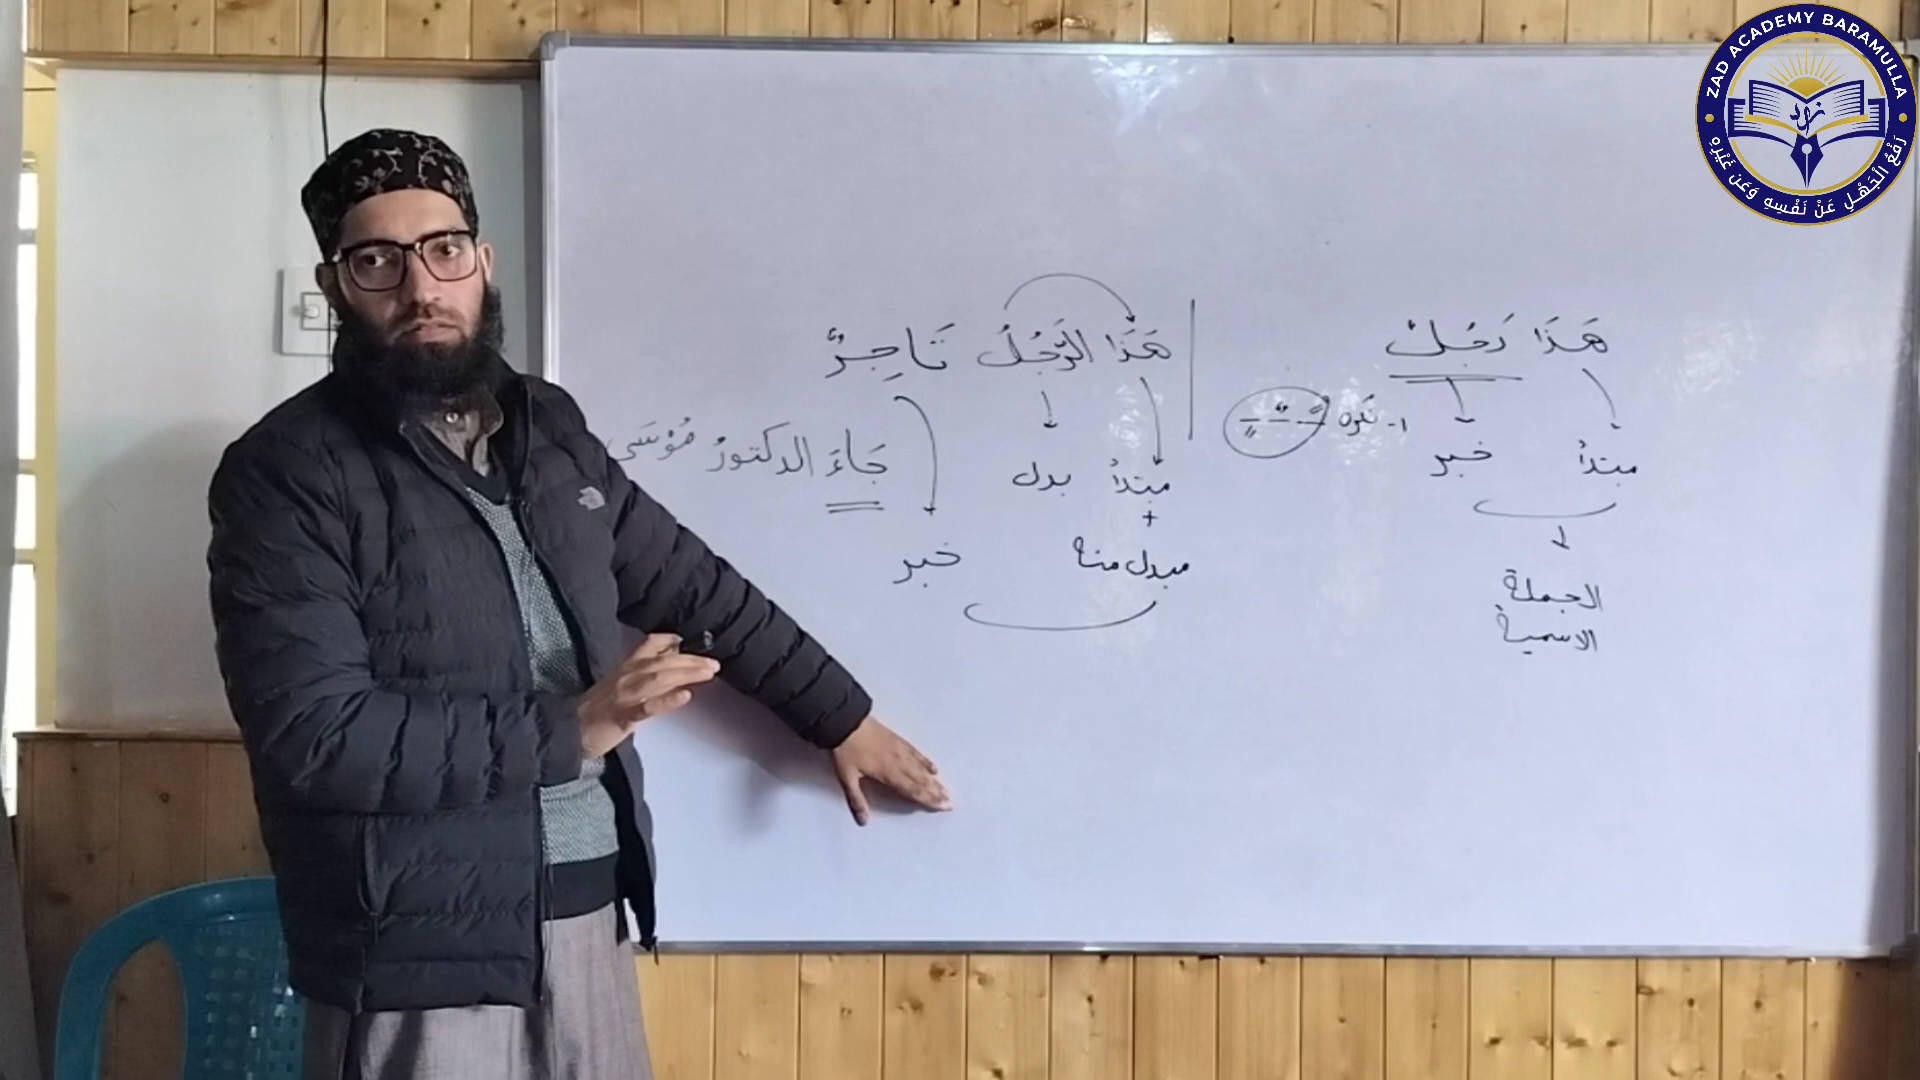 ZAD ACADEMY BARAMULLA
زاد
رَفْعُ الْجَهْلِ عَنْ نَفْسِهِ وَعَن غَيْرِهِ
هَذَا رَجُلٌ
مبتدأ خبر
الجملة
الاسمية
١- نكرة
هَذَا الرَّجُلُ تَاجِرٌ
مبتدأ بدل
+
مبدل منه خبر
جَاءَ الدكتورُ مُوْسَى